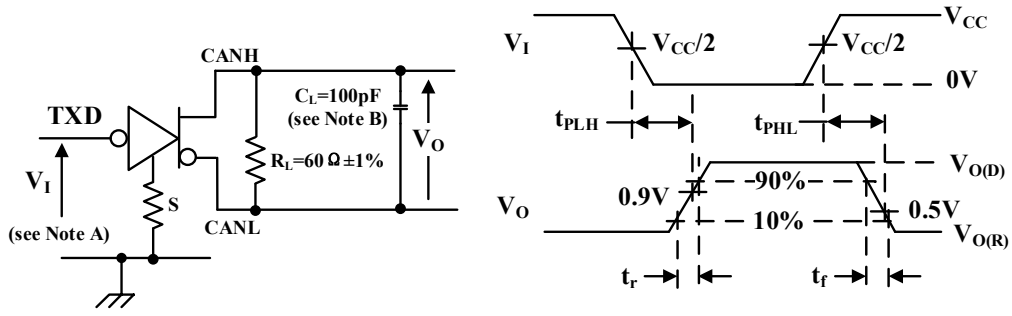 CANH
TXD
C_L=100pF
(see Note B)
V_O
R_L=60Ω±1%
V_I
S
(see Note A)
CANL
V_I
V_CC/2
V_CC/2
V_CC
0V
t_PLH
t_PHL
V_O
0.9V
90%
10%
0.5V
V_O(D)
V_O(R)
t_r
t_f